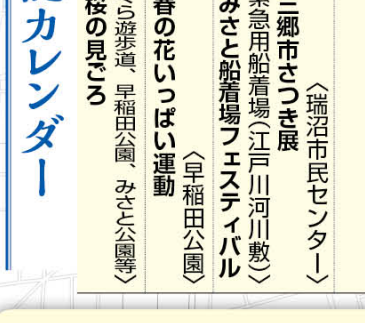 〈瑞沼市民センター〉
三郷市さつき展
緊急用船着場(江戸川河川敷)〉
みさと船着場フェスティバル
〈早稲田公園〉
春の花いっぱい運動
ら遊歩道、早稲田公園、みさと公園等〉
桜の見ごろ
カレンダー